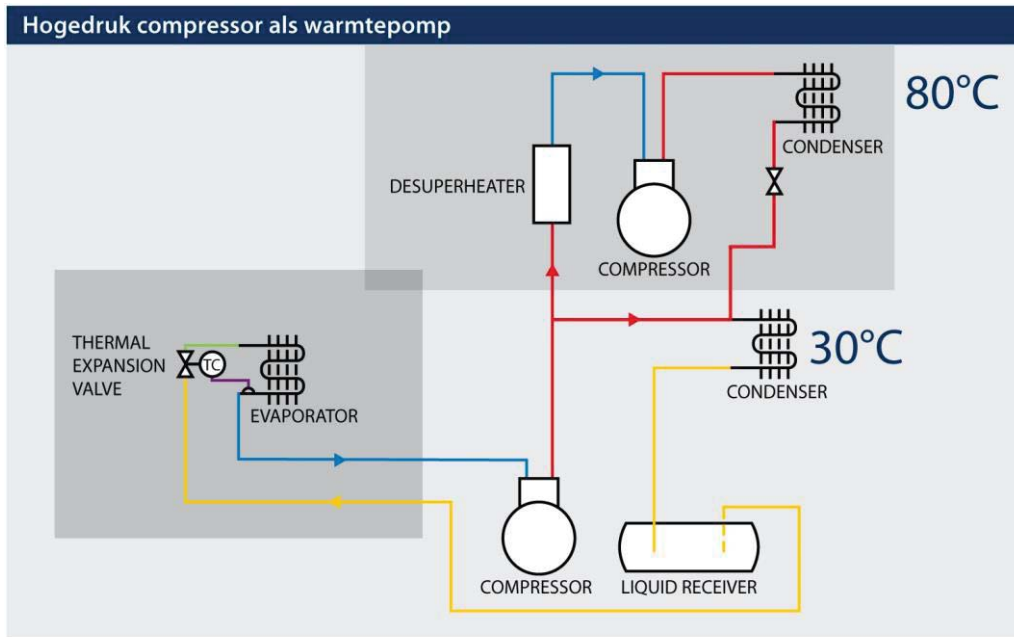 Hogedruk compressor als warmtepomp
80°C
CONDENSER
DESUPERHEATER
COMPRESSOR
THERMAL
EXPANSION
VALVE
TC
EVAPORATOR
30°C
CONDENSER
COMPRESSOR
LIQUID RECEIVER